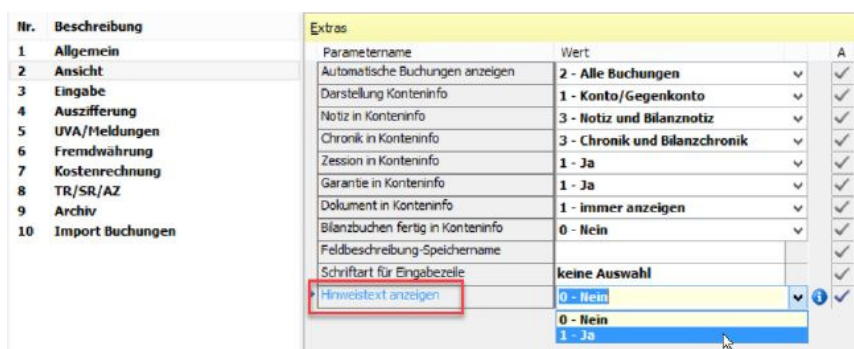 Nr. Beschreibung
1 Allgemein
2 Ansicht
3 Eingabe
4 Auszifferung
5 UVA/Meldungen
6 Fremdwährung
7 Kostenrechnung
8 TR/SR/AZ
9 Archiv
10 Import Buchungen
Extras
Parametername Wert A
Automatische Buchungen anzeigen 2 - Alle Buchungen
Darstellung Konteninfo 1 - Konto/Gegenkonto
Notiz in Konteninfo 3 - Notiz und Bilanznotiz
Chronik in Konteninfo 3 - Chronik und Bilanzchronik
Zession in Konteninfo 1 - Ja
Garantie in Konteninfo 1 - Ja
Dokument in Konteninfo 1 - immer anzeigen
Bilanzbuchen fertig in Konteninfo 0 - Nein
Feldbeschreibung-Speichername
Schriftart für Eingabezeile keine Auswahl
Hinweistext anzeigen 0 - Nein
0 - Nein
1 - Ja